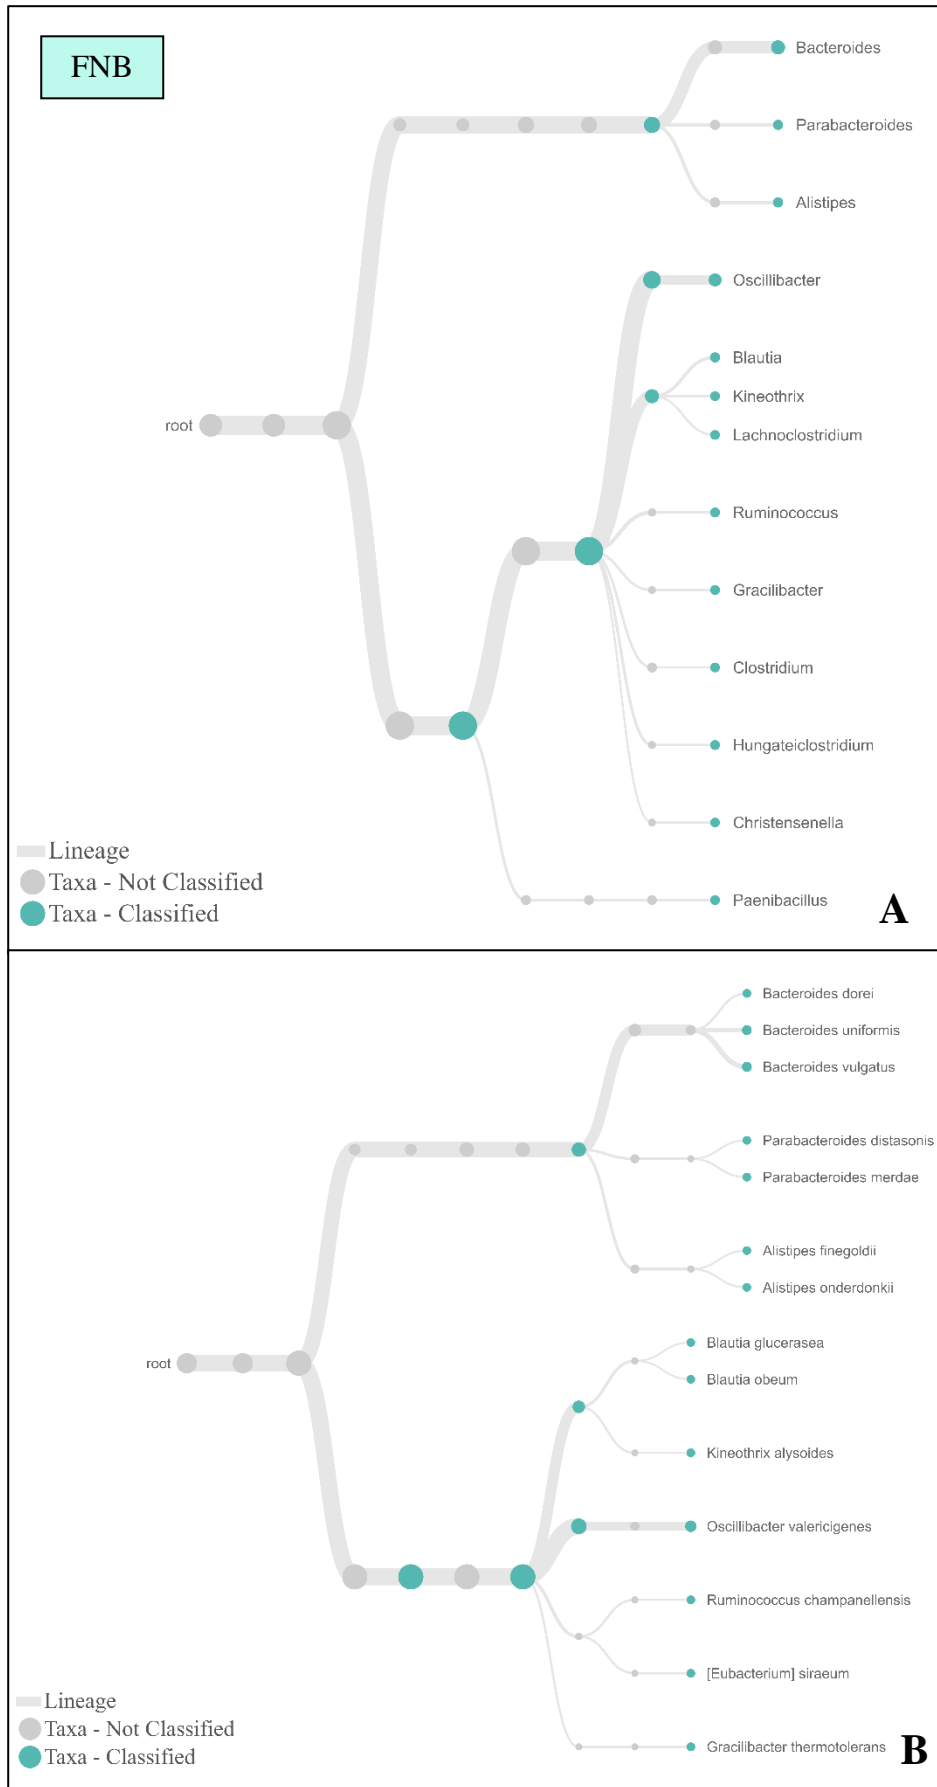 FNB
Bacteroides
Parabacteroides
Alistipes
Oscillibacter
Blautia
Kineothrix
Lachnoclostridium
root
Ruminococcus
Gracilibacter
Clostridium
Hungateiclostridium
Christensenella
Paenibacillus
Lineage
Taxa - Not Classified
Taxa - Classified
A
Bacteroides dorei
Bacteroides uniformis
Bacteroides vulgatus
Parabacteroides distasonis
Parabacteroides merdae
Alistipes finegoldii
Alistipes onderdonkii
Blautia glucerasea
root
Blautia obeum
Kineothrix alysoides
Oscillibacter valericigenes
Ruminococcus champanellensis
[Eubacterium] siraeum
Gracilibacter thermotolerans
Lineage
Taxa - Not Classified
Taxa - Classified
B